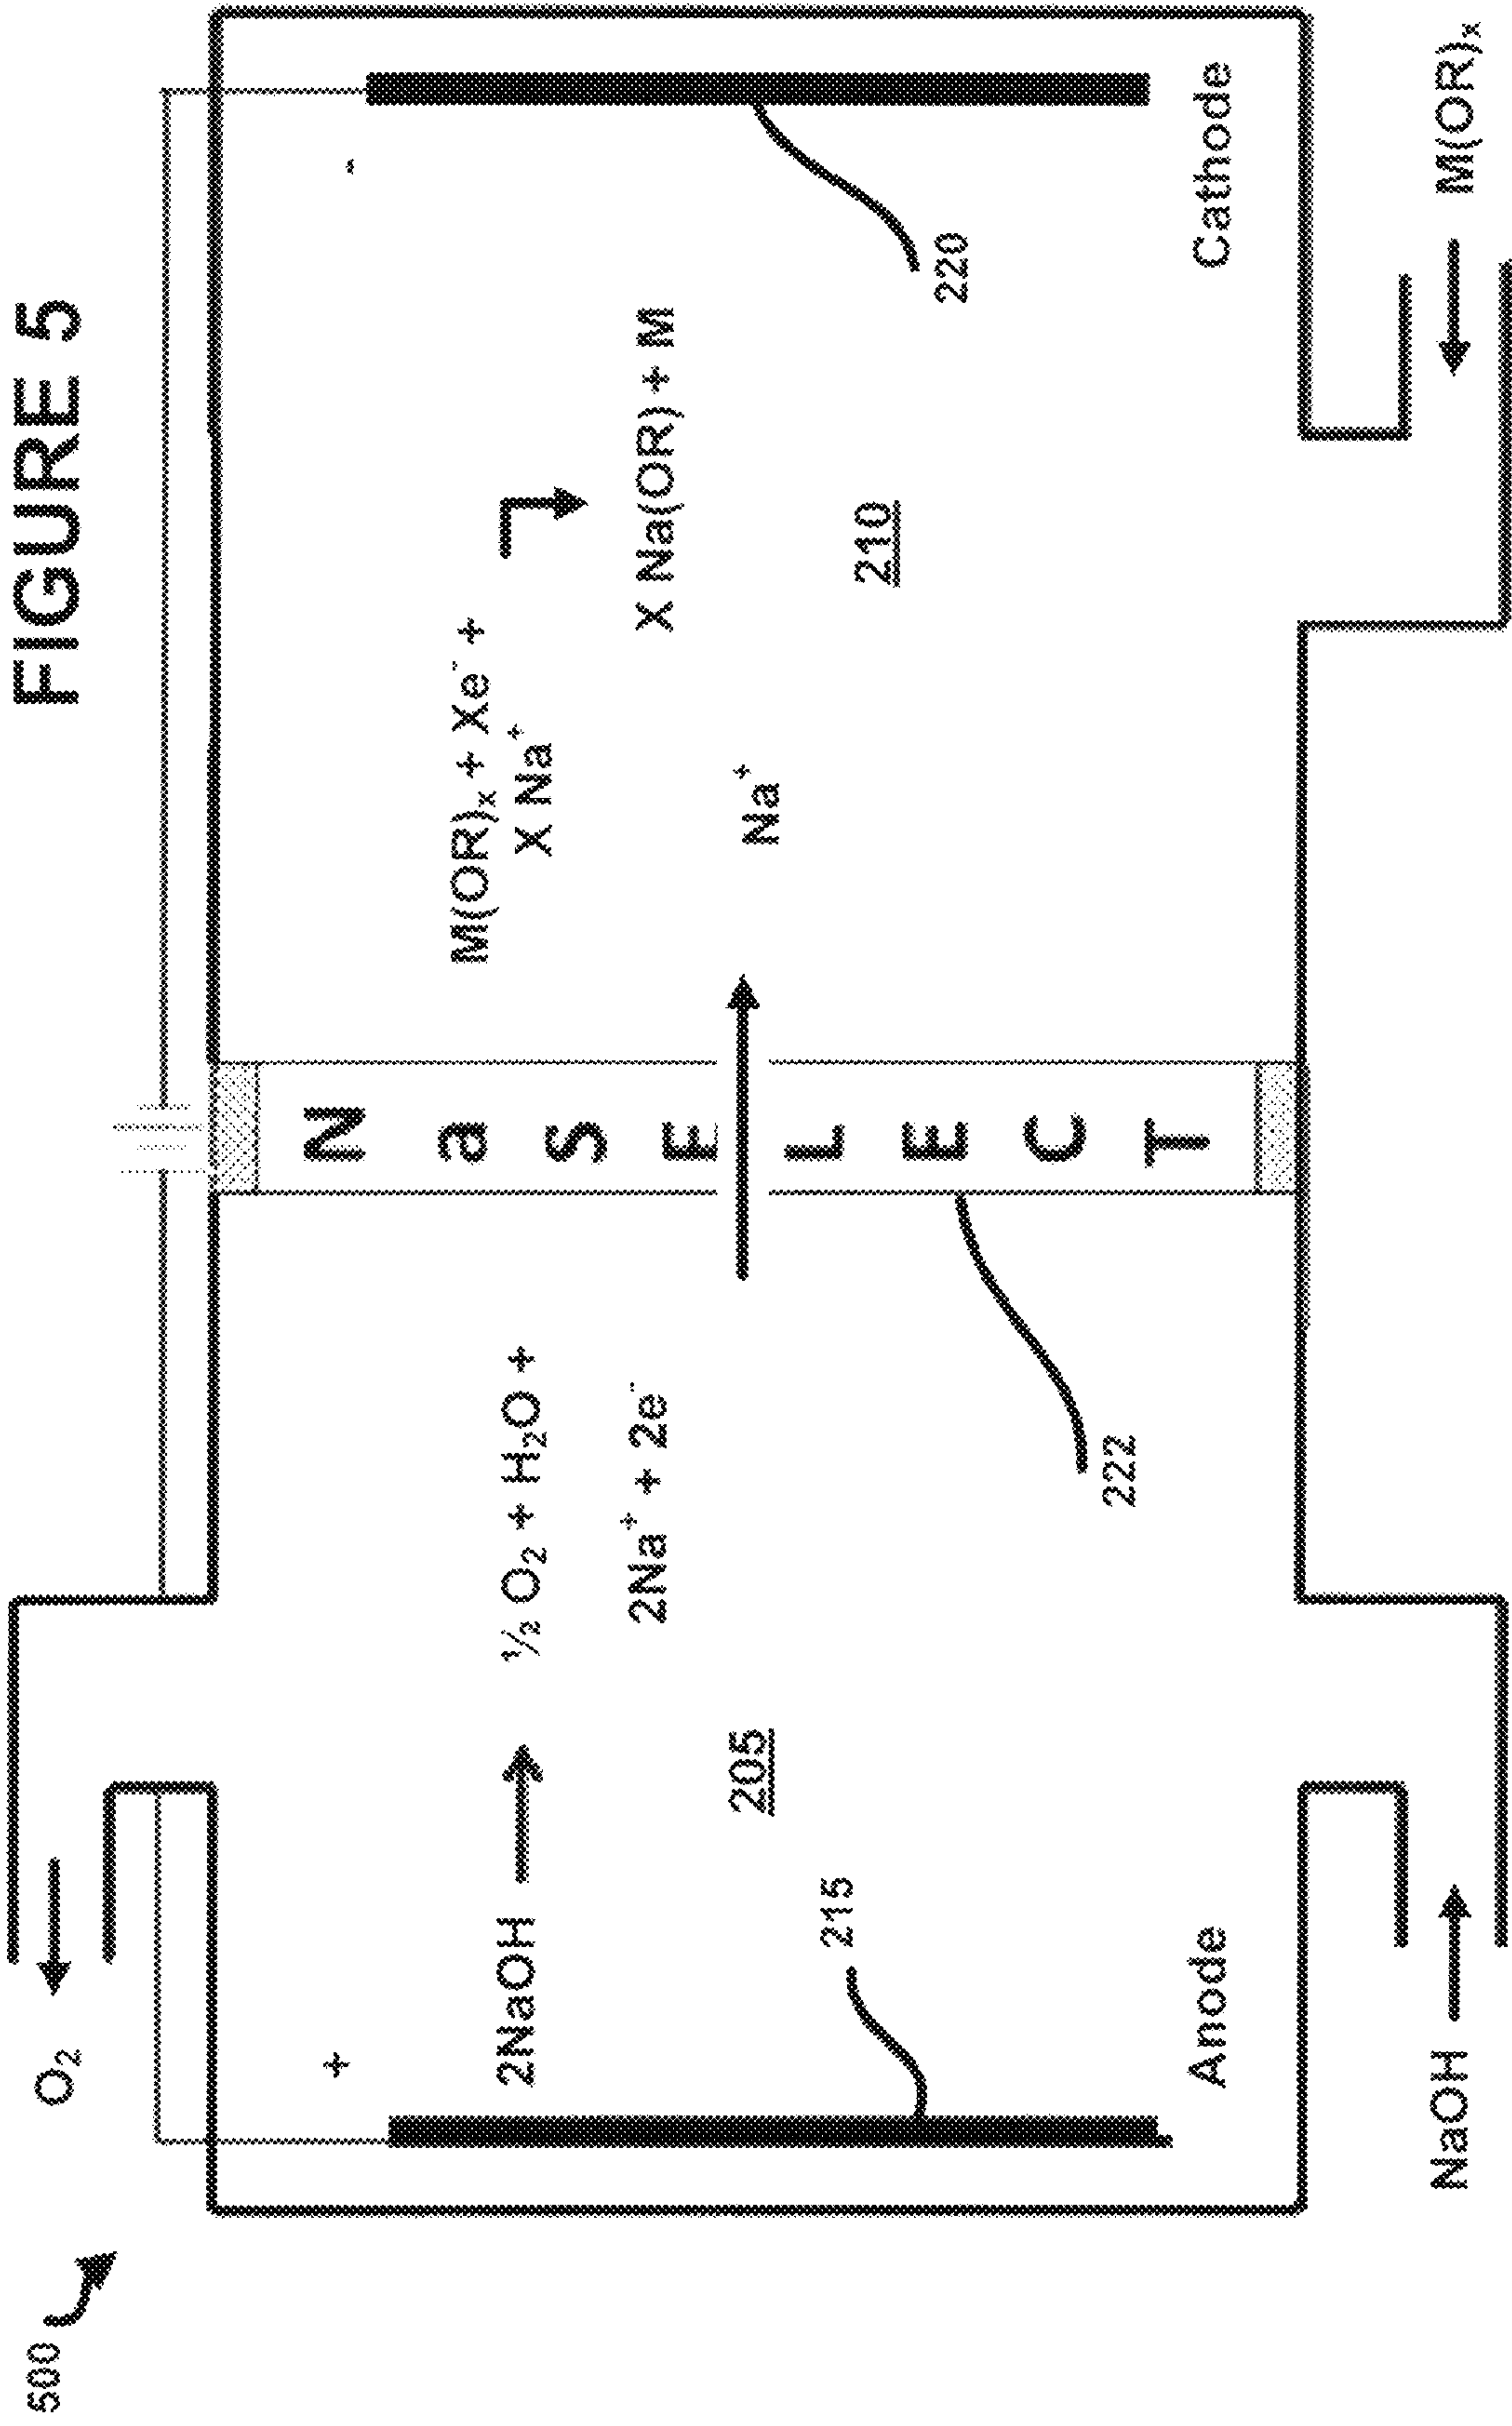 FIGURE 5
500
O₂
+
-
2NaOH → ½ O₂ + H₂O +
2Na⁺ + 2e⁻
M(OR)ₓ + Xe⁻ +
X Na⁺
X Na(OR) + M
NaSELECT
Na⁺
205
210
215
220
222
Anode
Cathode
NaOH
M(OR)ₓ